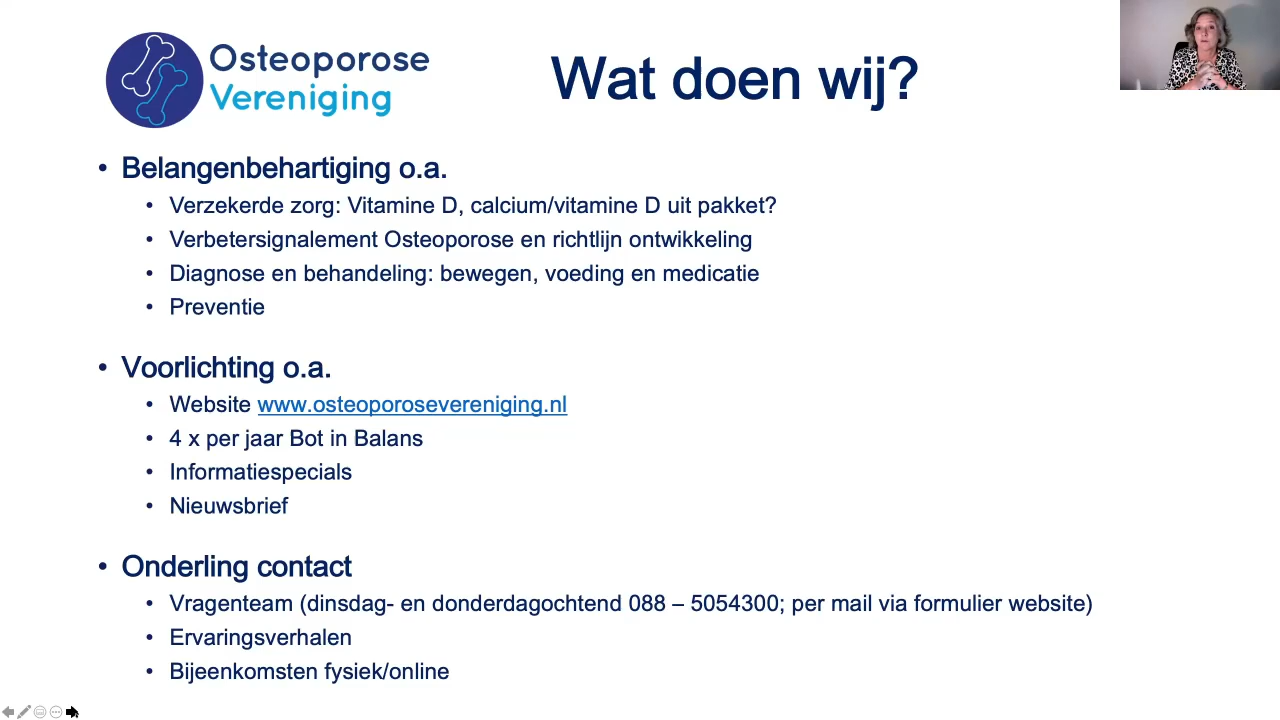 Osteoporose
Vereniging
Wat doen wij?
• Belangenbehartiging o.a.
• Verzekerde zorg: Vitamine D, calcium/vitamine D uit pakket?
• Verbetersignalement Osteoporose en richtlijn ontwikkeling
• Diagnose en behandeling: bewegen, voeding en medicatie
• Preventie
• Voorlichting o.a.
• Website www.osteoporosevereniging.nl
• 4 x per jaar Bot in Balans
• Informatiespecials
• Nieuwsbrief
• Onderling contact
• Vragenteam (dinsdag- en donderdagochtend 088 – 5054300; per mail via formulier website)
• Ervaringsverhalen
• Bijeenkomsten fysiek/online